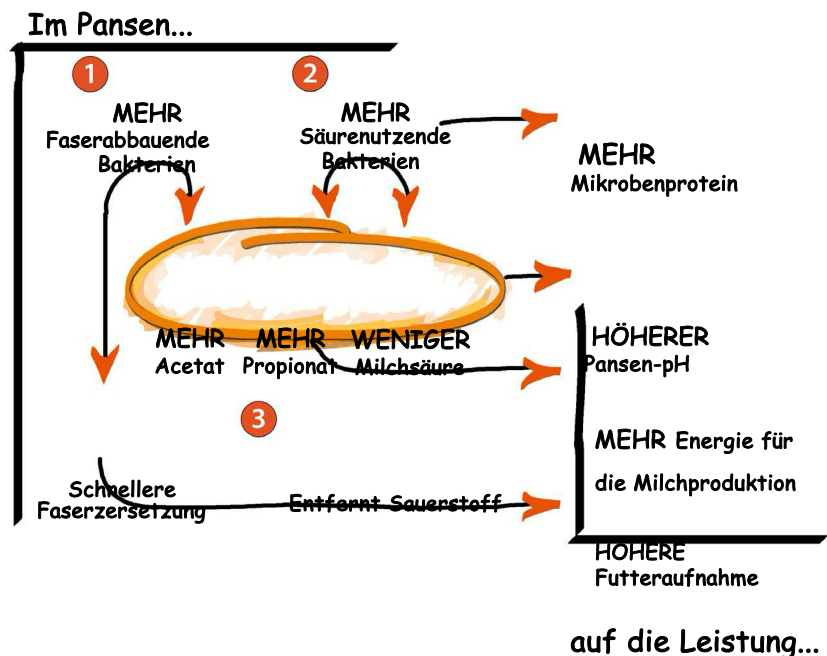 Im Pansen...
1
2
MEHR
Faserabbauende
Bakterien
MEHR
Säurenutzende
Bakterien
MEHR
Mikrobenprotein
MEHR
Acetat
MEHR
Propionat
WENIGER
Milchsäure
HÖHERER
Pansen-pH
3
MEHR Energie für
die Milchproduktion
Schnellere
Faserzersetzung
Entfernt Sauerstoff
HÖHERE
Futteraufnahme
auf die Leistung...